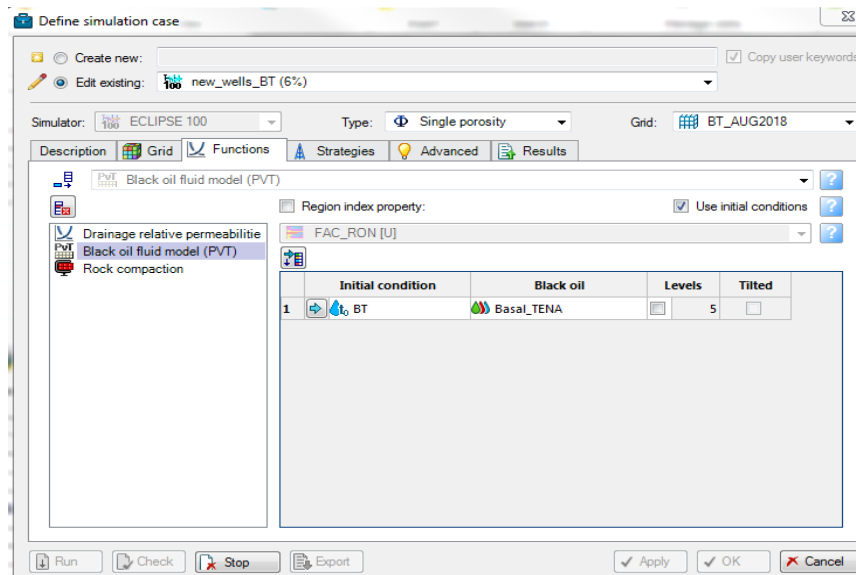 Define simulation case
Create new:
Copy user keywords
Edit existing: new_wells_BT (6%)
Simulator: ECLIPSE 100 Type: Single porosity Grid: BT_AUG2018
Description Grid Functions Strategies Advanced Results
PvT Black oil fluid model (PVT) ?
Region index property: Use initial conditions ?
Drainage relative permeabilitie FAC_RON [U] ?
PvT Black oil fluid model (PVT)
Rock compaction
Initial condition Black oil Levels Tilted
1 BT Basal_TENA 5
Run Check Stop Export Apply OK Cancel